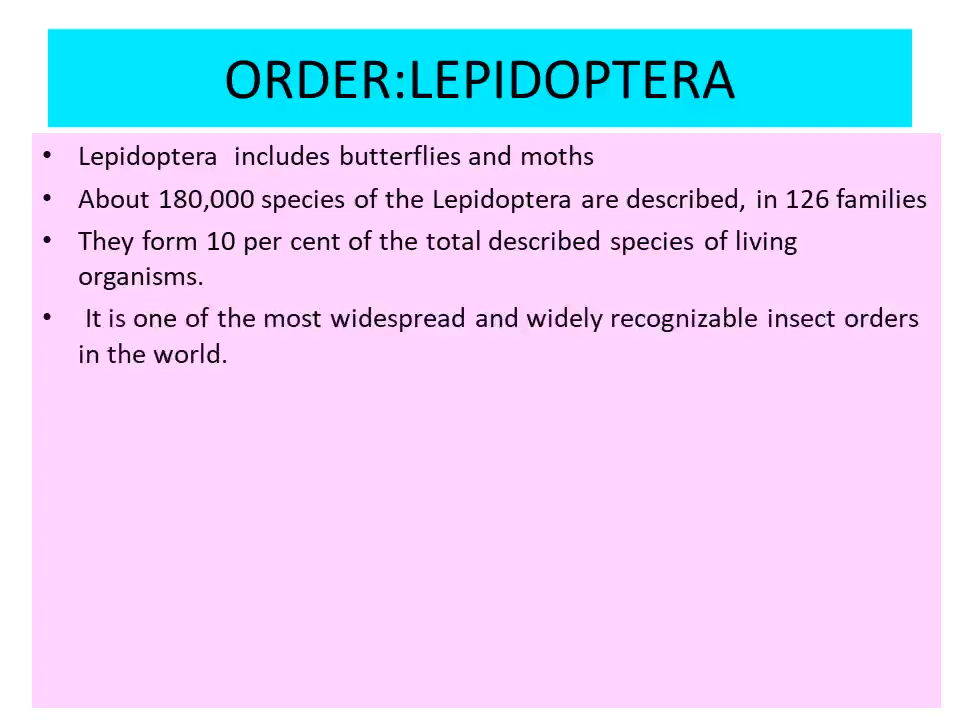 ORDER:LEPIDOPTERA
• Lepidoptera includes butterflies and moths
• About 180,000 species of the Lepidoptera are described, in 126 families
• They form 10 per cent of the total described species of living
organisms.
• It is one of the most widespread and widely recognizable insect orders
in the world.